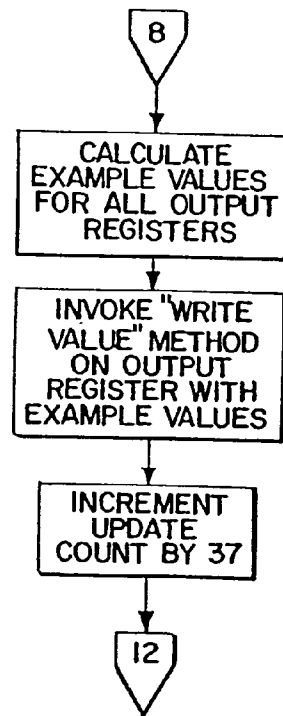 8
CALCULATE
EXAMPLE VALUES
FOR ALL OUTPUT
REGISTERS
INVOKE "WRITE
VALUE" METHOD
ON OUTPUT
REGISTER WITH
EXAMPLE VALUES
INCREMENT
UPDATE
COUNT BY 37
12